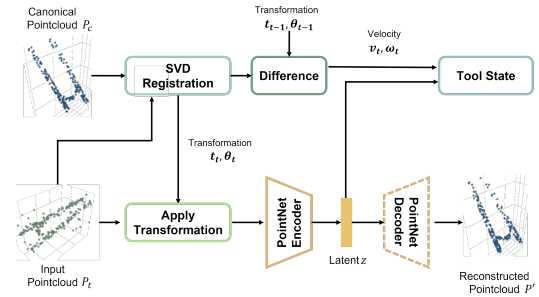 Canonical
Pointcloud P_c
Transformation
t_{t-1}, θ_{t-1}
SVD
Registration
Difference
Velocity
v_t, ω_t
Tool State
Transformation
t_t, θ_t
Input
Pointcloud P_t
Apply
Transformation
PointNet
Encoder
Latent z
PointNet
Decoder
Reconstructed
Pointcloud P'